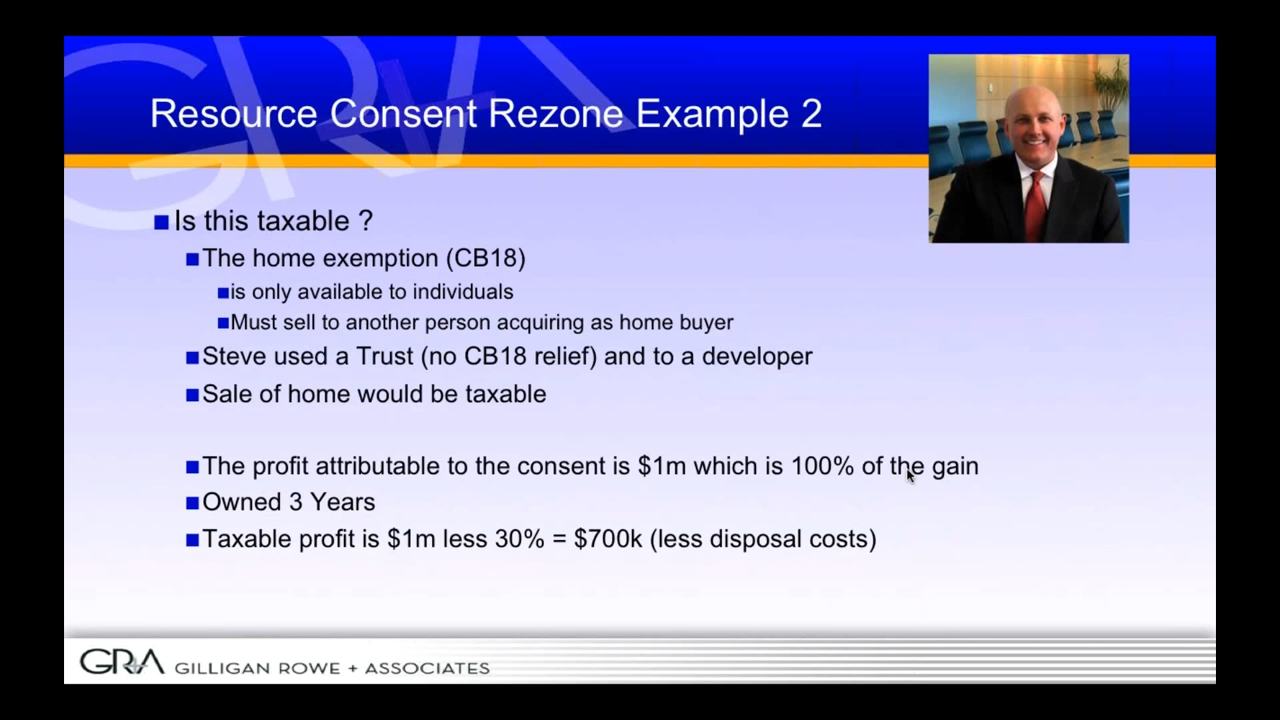 Resource Consent Rezone Example 2
Is this taxable ?
The home exemption (CB18)
is only available to individuals
Must sell to another person acquiring as home buyer
Steve used a Trust (no CB18 relief) and to a developer
Sale of home would be taxable
The profit attributable to the consent is $1m which is 100% of the gain
Owned 3 Years
Taxable profit is $1m less 30% = $700k (less disposal costs)
GRA GILLIGAN ROWE + ASSOCIATES